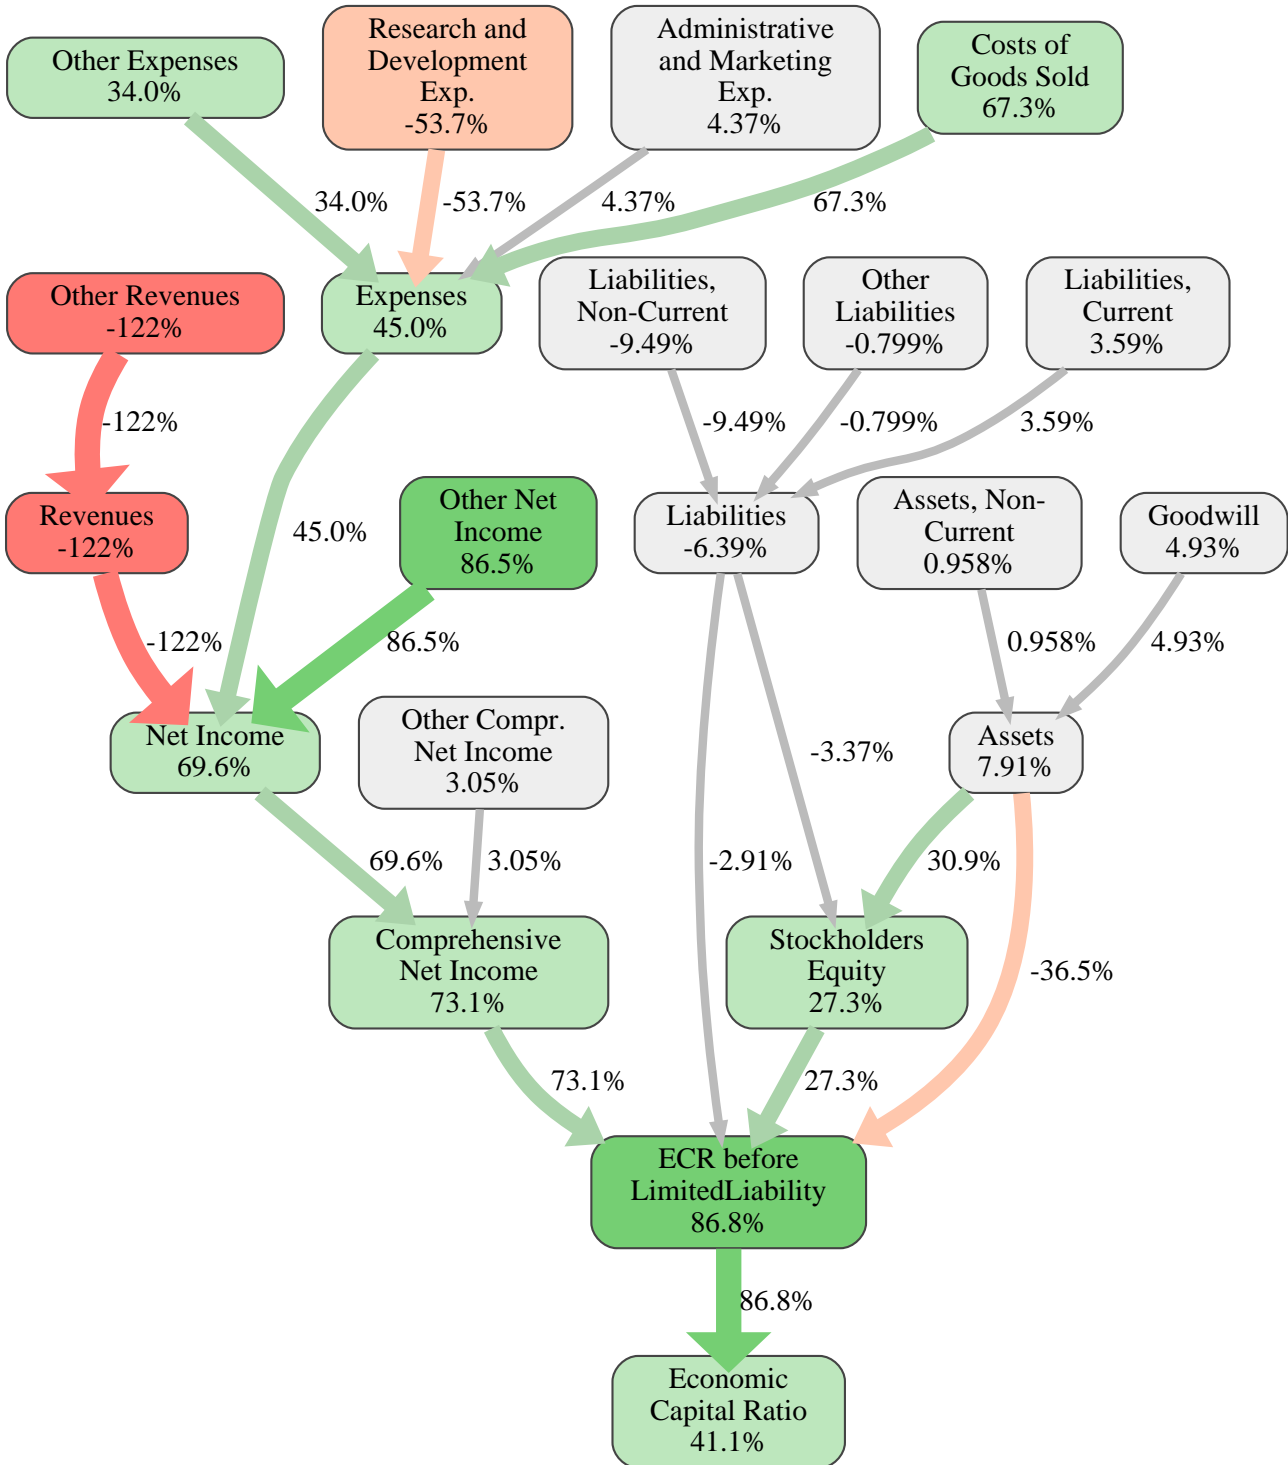 Other Expenses
34.0%
Research and
Development
Exp.
-53.7%
Administrative
and Marketing
Exp.
4.37%
Costs of
Goods Sold
67.3%
34.0%
-53.7%
4.37%
67.3%
Other Revenues
-122%
Expenses
45.0%
Liabilities,
Non-Current
-9.49%
Other
Liabilities
-0.799%
Liabilities,
Current
3.59%
-122%
-9.49%
-0.799%
3.59%
Revenues
-122%
45.0%
Other Net
Income
86.5%
Liabilities
-6.39%
Assets, Non-
Current
0.958%
Goodwill
4.93%
-122%
86.5%
0.958%
4.93%
Net Income
69.6%
Other Compr.
Net Income
3.05%
-3.37%
Assets
7.91%
69.6%
3.05%
-2.91%
30.9%
Comprehensive
Net Income
73.1%
Stockholders
Equity
27.3%
-36.5%
73.1%
27.3%
ECR before
LimitedLiability
86.8%
86.8%
Economic
Capital Ratio
41.1%